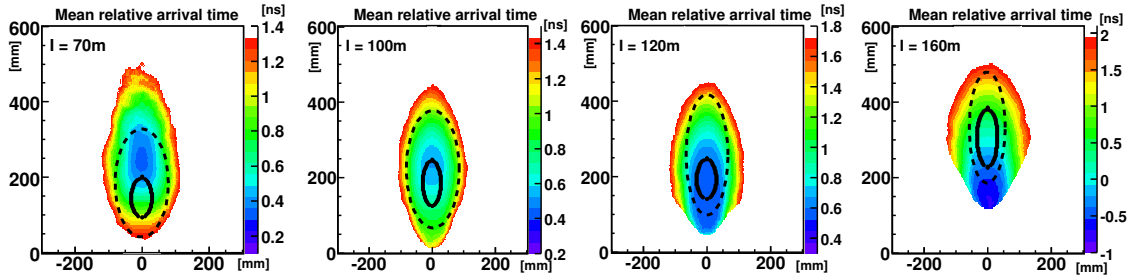 Mean relative arrival time [ns]
600 [mm] l = 70m 1.4
1.2
400 1
0.8
200 0.6
0.4
0.2
0
-200 0 200 [mm]
Mean relative arrival time [ns]
600 [mm] l = 100m 1.4
1.2
400 1
0.8
200 0.6
0.4
0 0.2
-200 0 200 [mm]
Mean relative arrival time [ns]
600 [mm] l = 120m 1.8
1.6
1.4
400 1.2
1
200 0.8
0.6
0.4
0
-200 0 200 [mm]
Mean relative arrival time [ns]
600 [mm] l = 160m 2
1.5
400 1
0.5
200 0
-0.5
0 -1
-200 0 200 [mm]